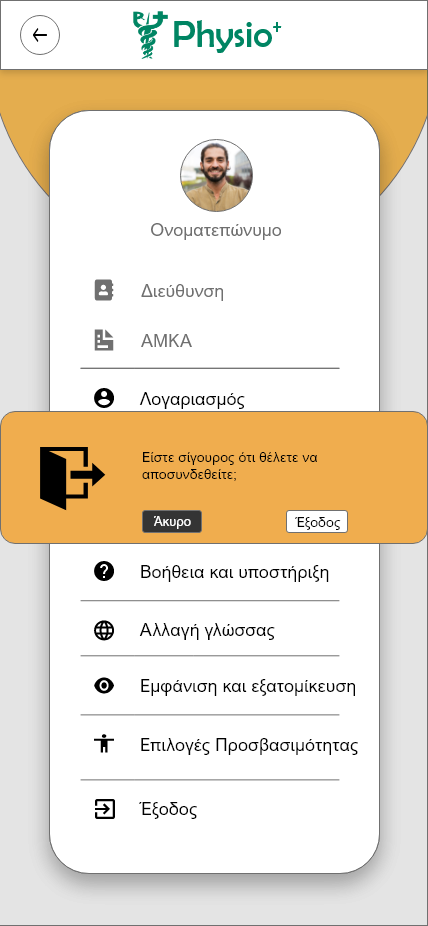 Physio+
Ονοματεπώνυμο
Διεύθυνση
ΑΜΚΑ
Λογαριασμός
Είστε σίγουρος ότι θέλετε να
αποσυνδεθείτε;
Άκυρο
Έξοδος
Βοήθεια και υποστήριξη
Αλλαγή γλώσσας
Εμφάνιση και εξατομίκευση
Επιλογές Προσβασιμότητας
Έξοδος